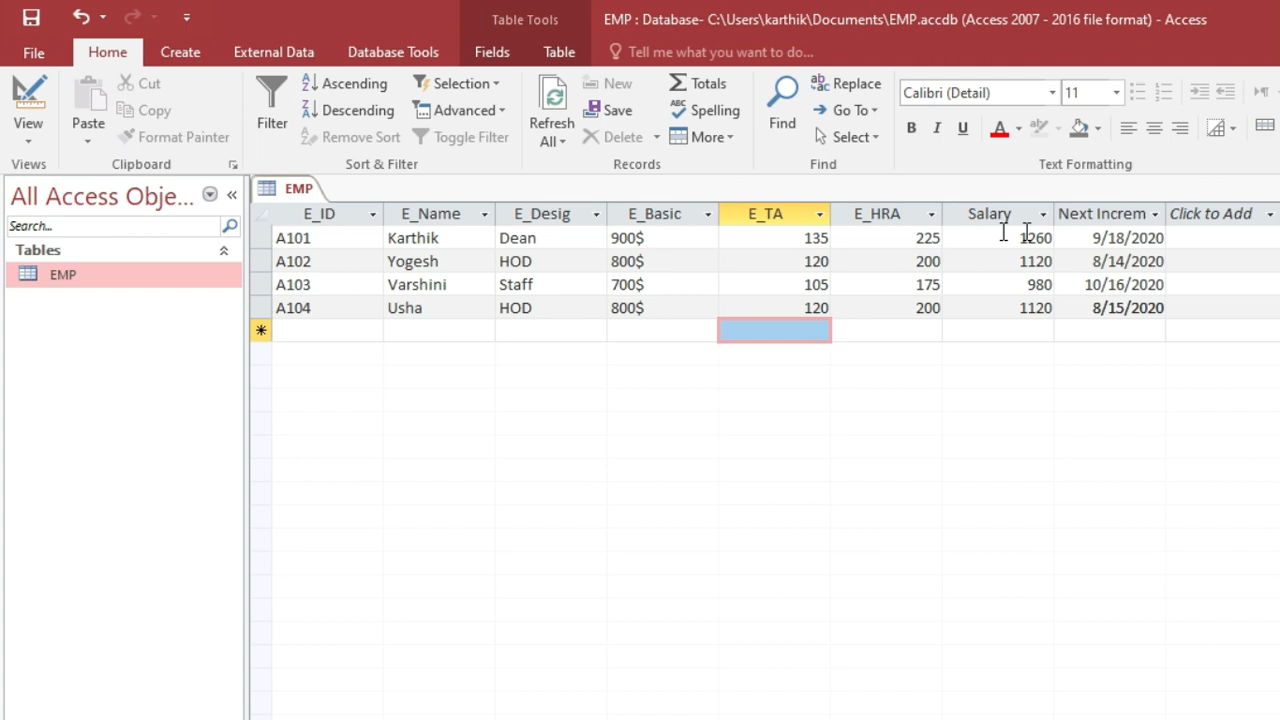 Table Tools
EMP : Database- C:\Users\karthik\Documents\EMP.accdb (Access 2007 - 2016 file format) - Access
File Home Create External Data Database Tools Fields Table Tell me what you want to do...
View
Views
Paste
Cut
Copy
Format Painter
Clipboard
Filter
Ascending
Descending
Remove Sort
Selection
Advanced
Toggle Filter
Sort & Filter
Refresh
All
New
Save
Delete
Totals
Spelling
More
Records
Find
Replace
Go To
Select
Find
Calibri (Detail) 11
B I U A
Text Formatting
All Access Obje... «
Search...
Tables
EMP
EMP
E_ID E_Name E_Desig E_Basic E_TA E_HRA Salary Next Increm Click to Add
A101 Karthik Dean 900$ 135 225 1260 9/18/2020
A102 Yogesh HOD 800$ 120 200 1120 8/14/2020
A103 Varshini Staff 700$ 105 175 980 10/16/2020
A104 Usha HOD 800$ 120 200 1120 8/15/2020